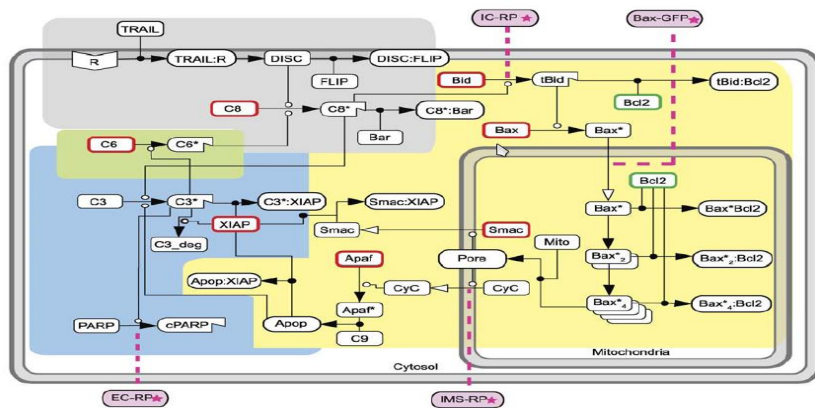 IC-RP
Bax-GFP
TRAIL
R
TRAIL:R
DISC
DISC:FLIP
FLIP
Bid
tBid
tBid:Bcl2
Bcl2
C8
C8*
C8*:Bar
Bar
Bax
Bax*
C6
C6*
Bcl2
C3
C3*
C3*:XIAP
Smac:XIAP
Bax*
Bax*Bcl2
XIAP
Smac
Smac
Mito
C3_deg
Apaf
Pore
Bax*2
Bax*2:Bcl2
Apop:XIAP
CyC
CyC
Bax*4
Bax*4:Bcl2
Apaf*
PARP
cPARP
Apop
C9
Mitochondria
Cytosol
EC-RP
IMS-RP